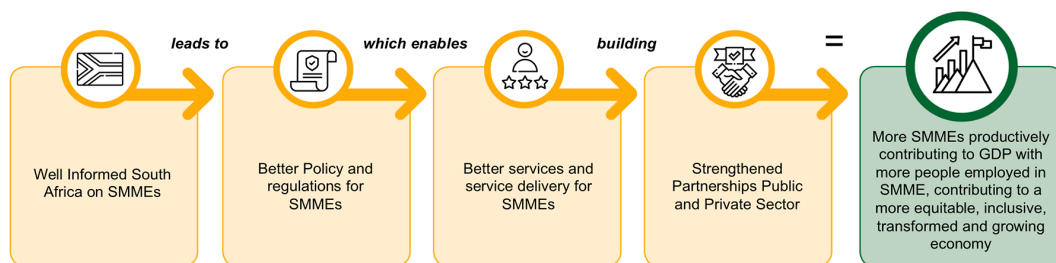 leads to
which enables
building
=
Well Informed South
Africa on SMMEs
Better Policy and
regulations for
SMMEs
Better services and
service delivery for
SMMEs
Strengthened
Partnerships Public
and Private Sector
More SMMEs productively
contributing to GDP with
more people employed in
SMME, contributing to a
more equitable, inclusive,
transformed and growing
economy